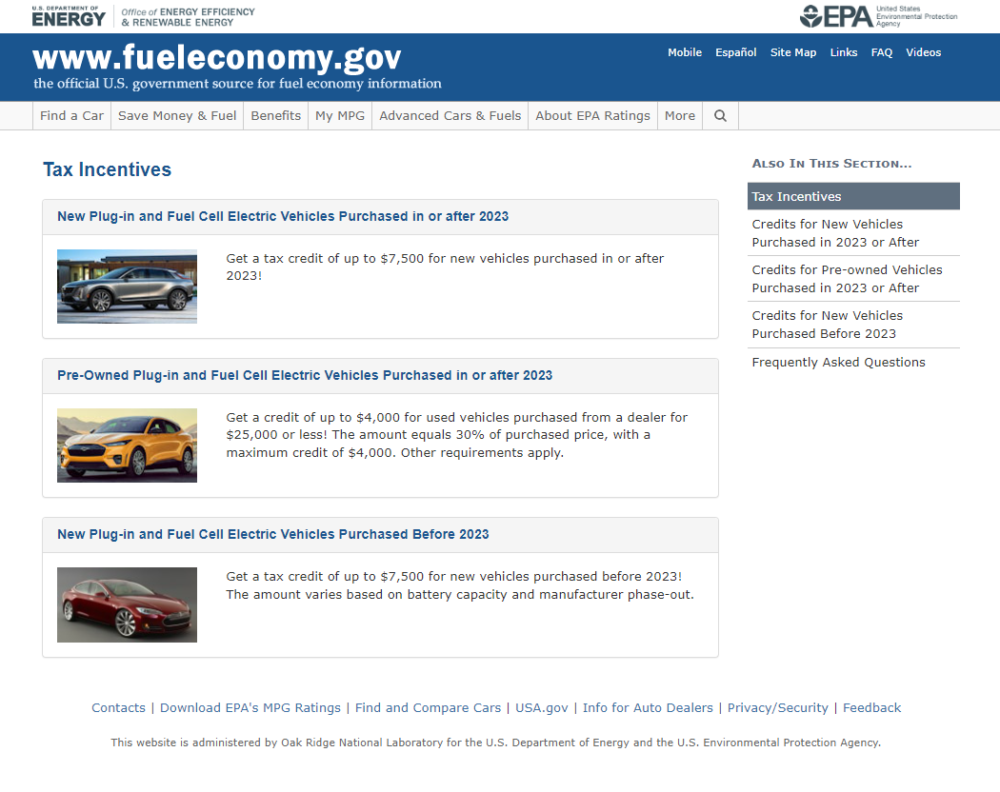 U.S. DEPARTMENT OF
ENERGY
Office of ENERGY EFFICIENCY
& RENEWABLE ENERGY
EPA
United States
Environmental Protection
Agency
www.fueleconomy.gov
the official U.S. government source for fuel economy information
Mobile Español Site Map Links FAQ Videos
Find a Car Save Money & Fuel Benefits My MPG Advanced Cars & Fuels About EPA Ratings More
Tax Incentives
New Plug-in and Fuel Cell Electric Vehicles Purchased in or after 2023
Get a tax credit of up to $7,500 for new vehicles purchased in or after
2023!
Pre-Owned Plug-in and Fuel Cell Electric Vehicles Purchased in or after 2023
Get a credit of up to $4,000 for used vehicles purchased from a dealer for
$25,000 or less! The amount equals 30% of purchased price, with a
maximum credit of $4,000. Other requirements apply.
New Plug-in and Fuel Cell Electric Vehicles Purchased Before 2023
Get a tax credit of up to $7,500 for new vehicles purchased before 2023!
The amount varies based on battery capacity and manufacturer phase-out.
Also In This Section...
Tax Incentives
Credits for New Vehicles
Purchased in 2023 or After
Credits for Pre-owned Vehicles
Purchased in 2023 or After
Credits for New Vehicles
Purchased Before 2023
Frequently Asked Questions
Contacts | Download EPA's MPG Ratings | Find and Compare Cars | USA.gov | Info for Auto Dealers | Privacy/Security | Feedback
This website is administered by Oak Ridge National Laboratory for the U.S. Department of Energy and the U.S. Environmental Protection Agency.